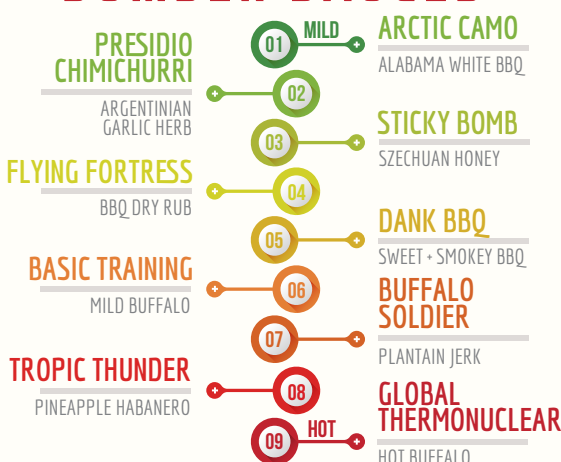 01 MILD
ARCTIC CAMO
ALABAMA WHITE BBQ
PRESIDIO
CHIMICHURRI
02
ARGENTINIAN
GARLIC HERB
03
STICKY BOMB
SZECHUAN HONEY
FLYING FORTRESS
04
BBQ DRY RUB
05
DANK BBQ
SWEET + SMOKEY BBQ
BASIC TRAINING
06
MILD BUFFALO
07
BUFFALO
SOLDIER
PLANTAIN JERK
TROPIC THUNDER
08
PINEAPPLE HABANERO
09 HOT
GLOBAL
THERMONUCLEAR
HOT BUFFALO